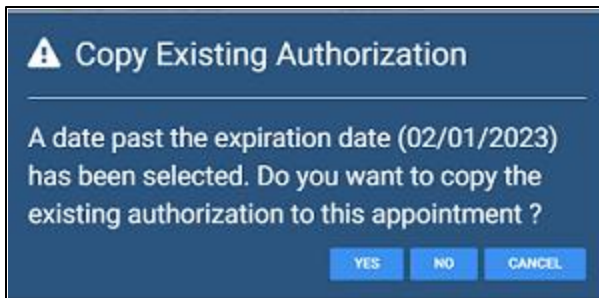 Copy Existing Authorization
A date past the expiration date (02/01/2023)
has been selected. Do you want to copy the
existing authorization to this appointment ?
YES NO CANCEL